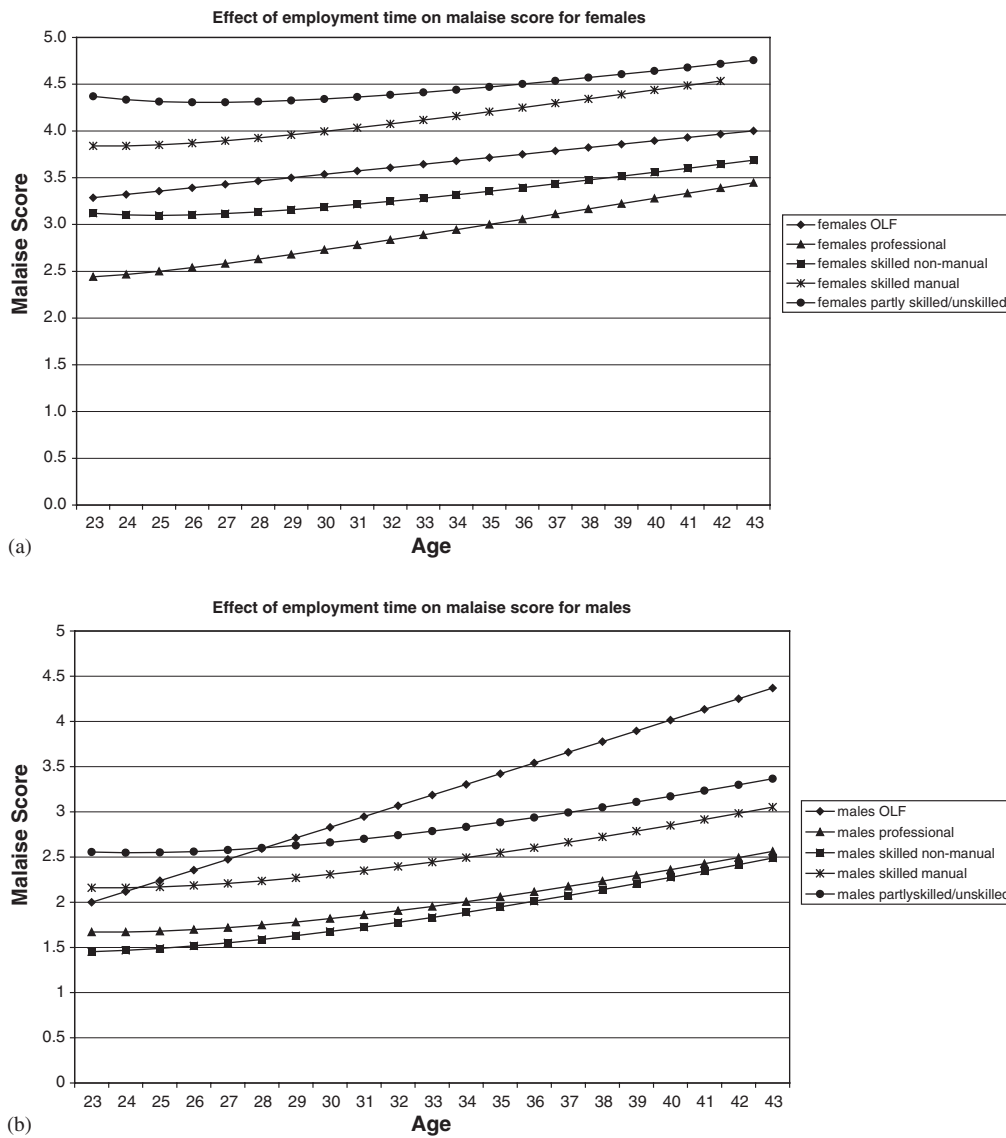 Effect of employment time on malaise score for females
5.0
4.5
4.0
3.5
3.0
2.5
2.0
1.5
1.0
0.5
0.0
Malaise Score
23 24 25 26 27 28 29 30 31 32 33 34 35 36 37 38 39 40 41 42 43
Age
(a)
females OLF
females professional
females skilled non-manual
females skilled manual
females partly skilled/unskilled
Effect of employment time on malaise score for males
5
4.5
4
3.5
3
2.5
2
1.5
1
0.5
0
Malaise Score
23 24 25 26 27 28 29 30 31 32 33 34 35 36 37 38 39 40 41 42 43
Age
(b)
males OLF
males professional
males skilled non-manual
males skilled manual
males partlyskilled/unskilled